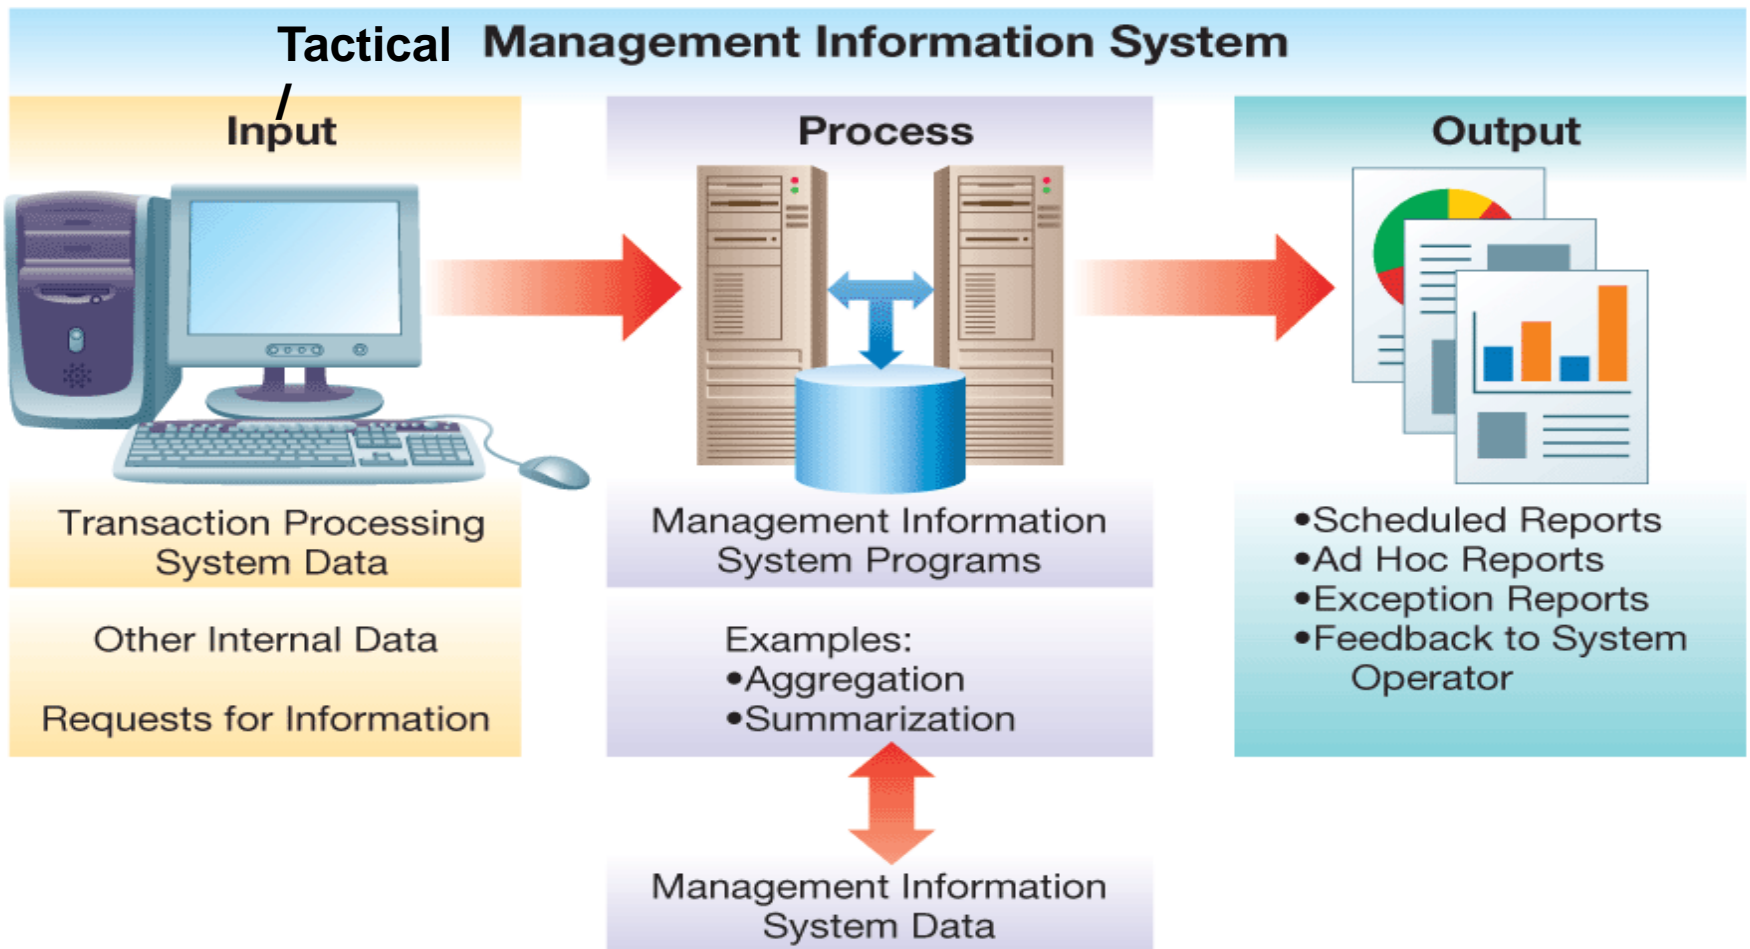 Tactical Management Information System
/
Input
Transaction Processing
System Data
Other Internal Data
Requests for Information
Process
Management Information
System Programs
Examples:
•Aggregation
•Summarization
Management Information
System Data
Output
•Scheduled Reports
•Ad Hoc Reports
•Exception Reports
•Feedback to System
Operator